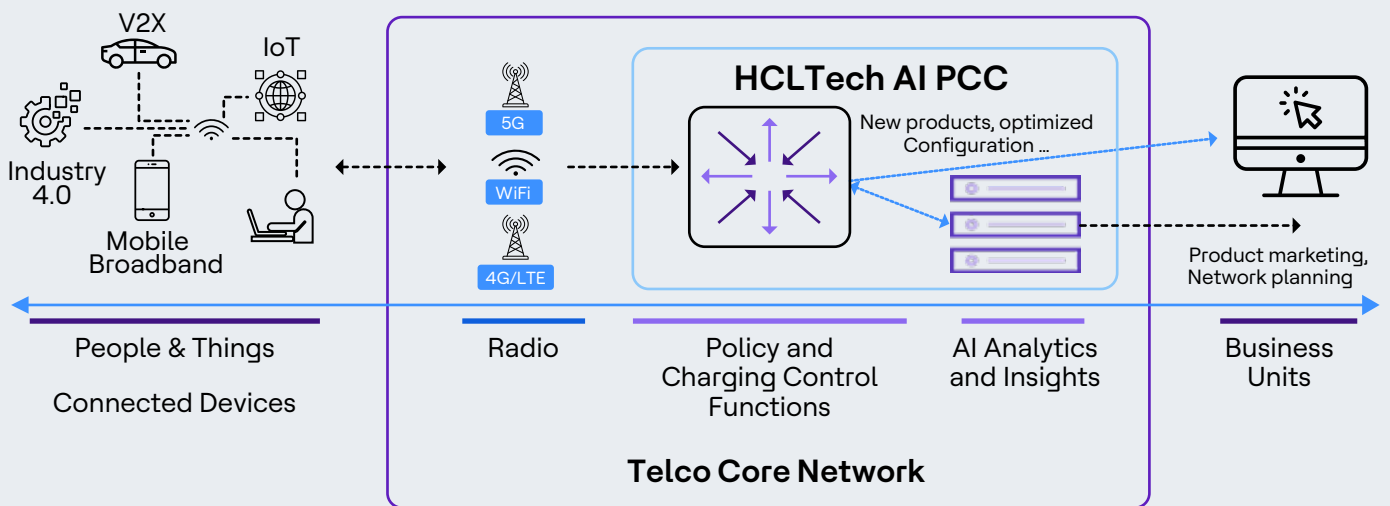 V2X
IoT
Industry
4.0
Mobile
Broadband
5G
WiFi
4G/LTE
HCLTech AI PCC
New products, optimized
Configuration ...
Product marketing,
Network planning
People & Things
Connected Devices
Radio
Policy and
Charging Control
Functions
AI Analytics
and Insights
Business
Units
Telco Core Network